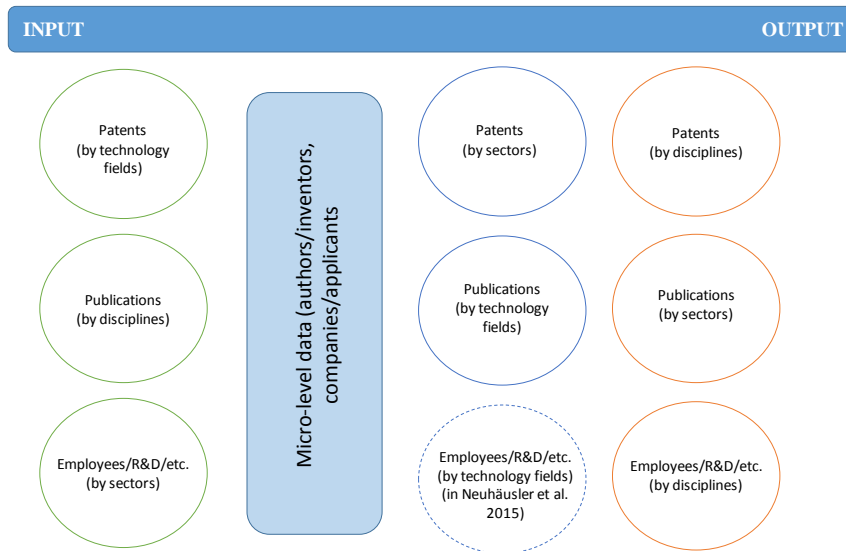 INPUT
OUTPUT
Patents
(by technology
fields)
Publications
(by disciplines)
Employees/R&D/etc.
(by sectors)
Micro-level data (authors/inventors,
companies/applicants
Patents
(by sectors)
Publications
(by technology
fields)
Employees/R&D/etc.
(by technology fields)
(in Neuhäusler et al.
2015)
Patents
(by disciplines)
Publications
(by sectors)
Employees/R&D/etc.
(by disciplines)